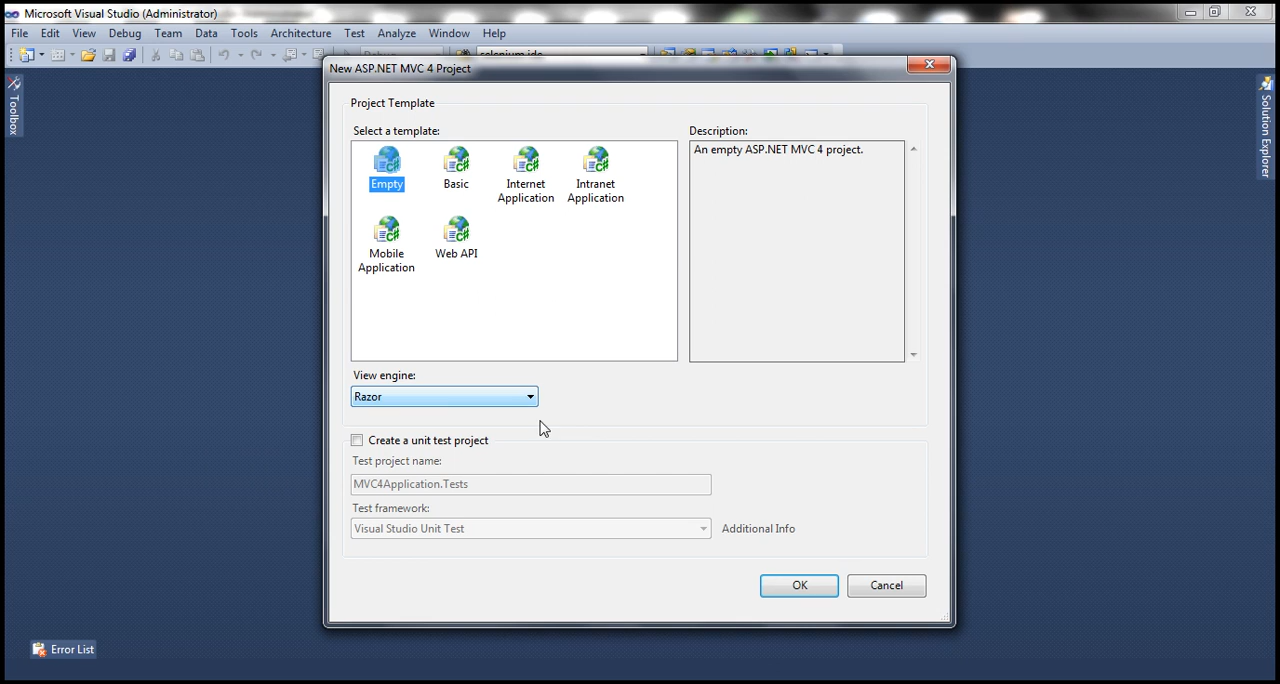 Microsoft Visual Studio (Administrator)
File Edit View Debug Team Data Tools Architecture Test Analyze Window Help
selenium ide
Toolbox
Solution Explorer
New ASP.NET MVC 4 Project
Project Template
Select a template:
Description:
Empty
Basic
Internet Application
Intranet Application
An empty ASP.NET MVC 4 project.
Mobile Application
Web API
View engine:
Razor
Create a unit test project
Test project name:
MVC4Application.Tests
Test framework:
Visual Studio Unit Test
Additional Info
OK
Cancel
Error List